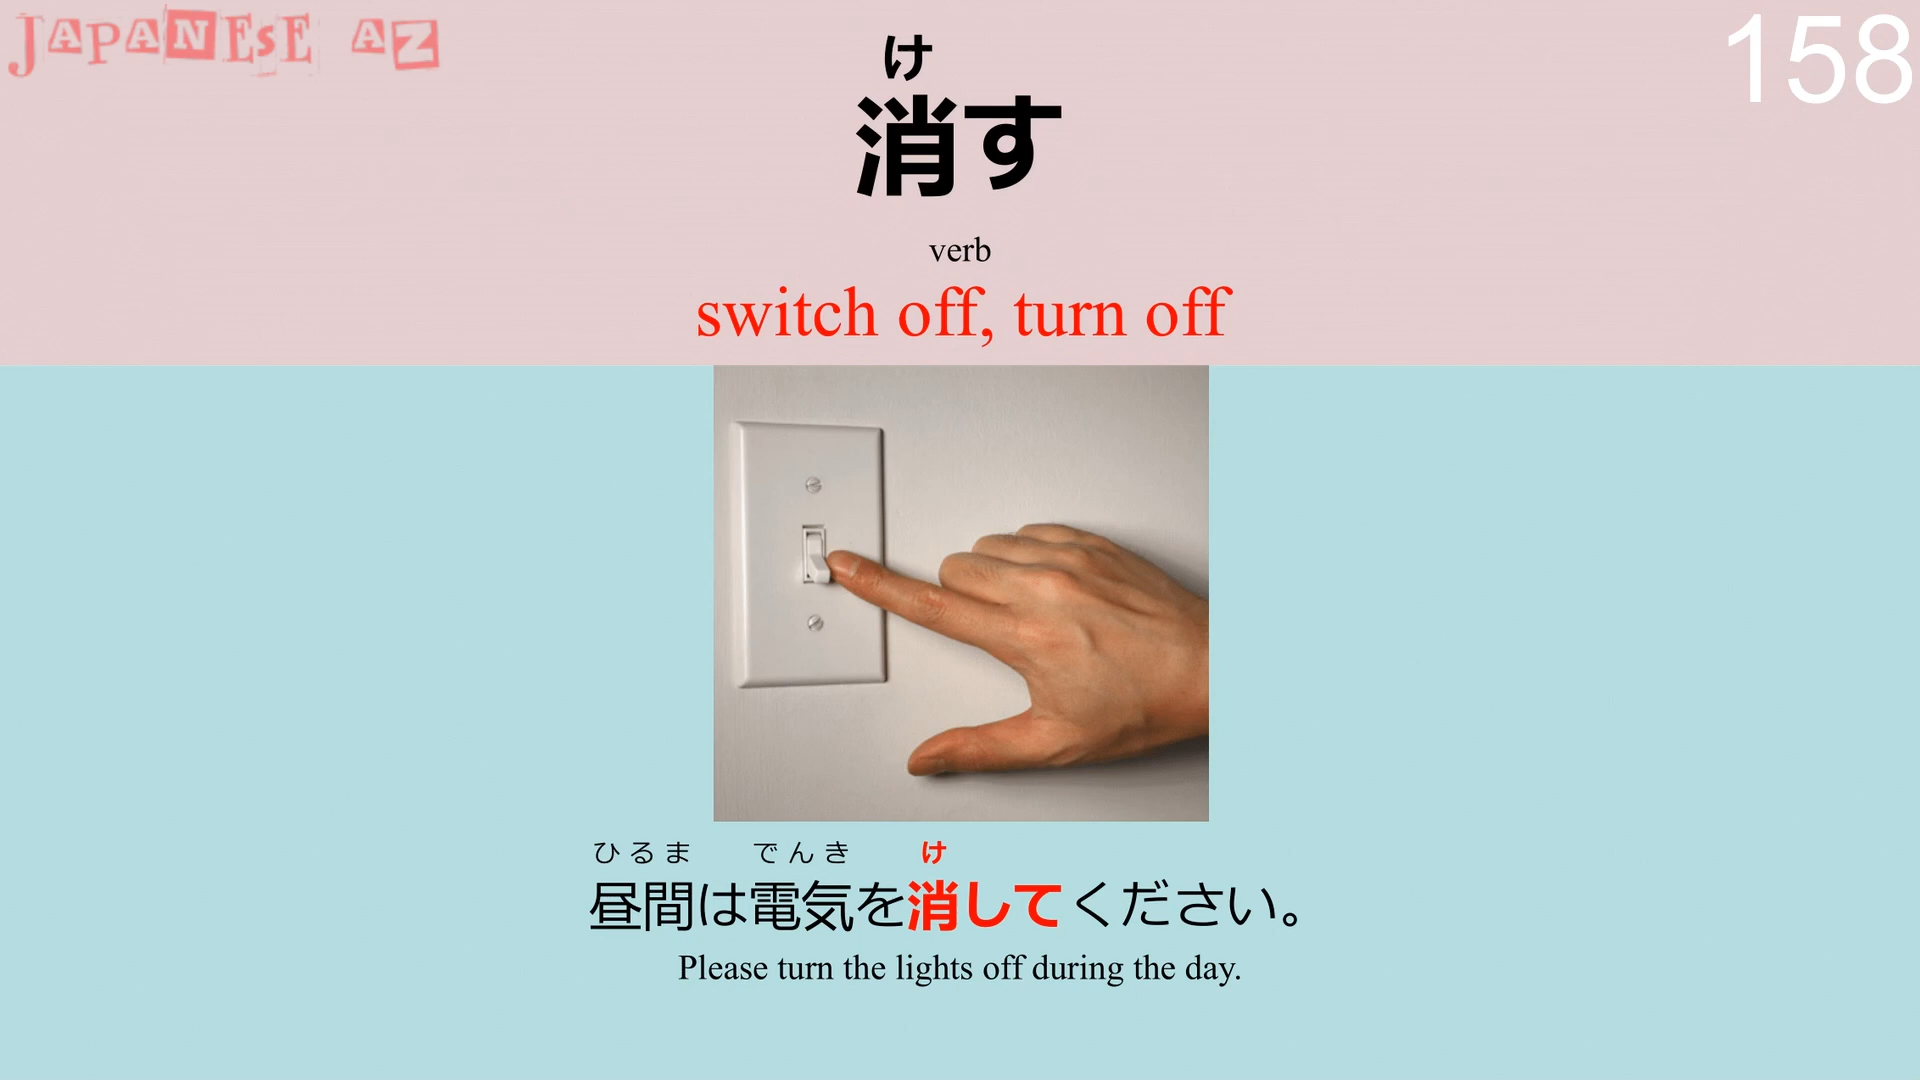 JAPANESE AZ
158
け
消す
verb
switch off, turn off
ひるま でんき け
昼間は電気を消してください。
Please turn the lights off during the day.